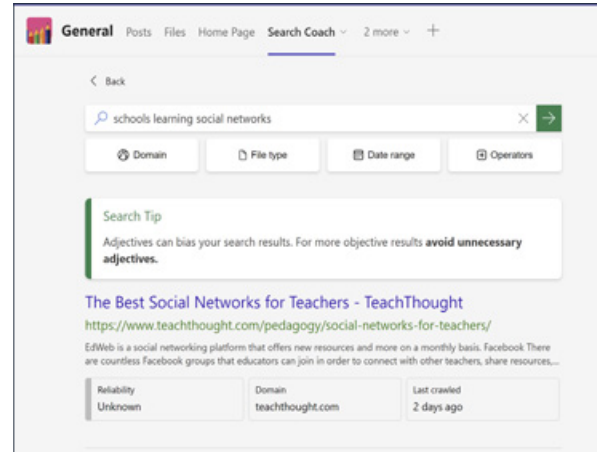 General Posts Files Home Page Search Coach 2 more
Back
schools learning social networks
Domain File type Date range Operators
Search Tip
Adjectives can bias your search results. For more objective results avoid unnecessary
adjectives.
The Best Social Networks for Teachers - TeachThought
https://www.teachthought.com/pedagogy/social-networks-for-teachers/
EdWeb is a social networking platform that offers new resources and more on a monthly basis. Facebook There
are countless Facebook groups that educators can join in order to connect with other teachers, share resources,...
Reliability Domain Last crawled
Unknown teachthought.com 2 days ago